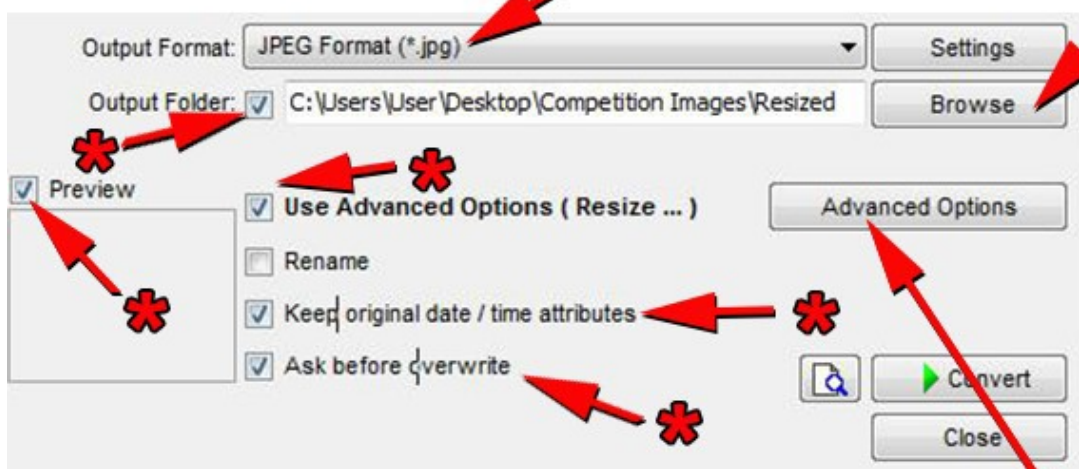 Output Format: JPEG Format (*.jpg) Settings
Output Folder: C:\Users\User\Desktop\Competition Images\Resized Browse
Preview
Use Advanced Options ( Resize ... ) Advanced Options
Rename
Keep original date / time attributes
Ask before overwrite
Convert
Close